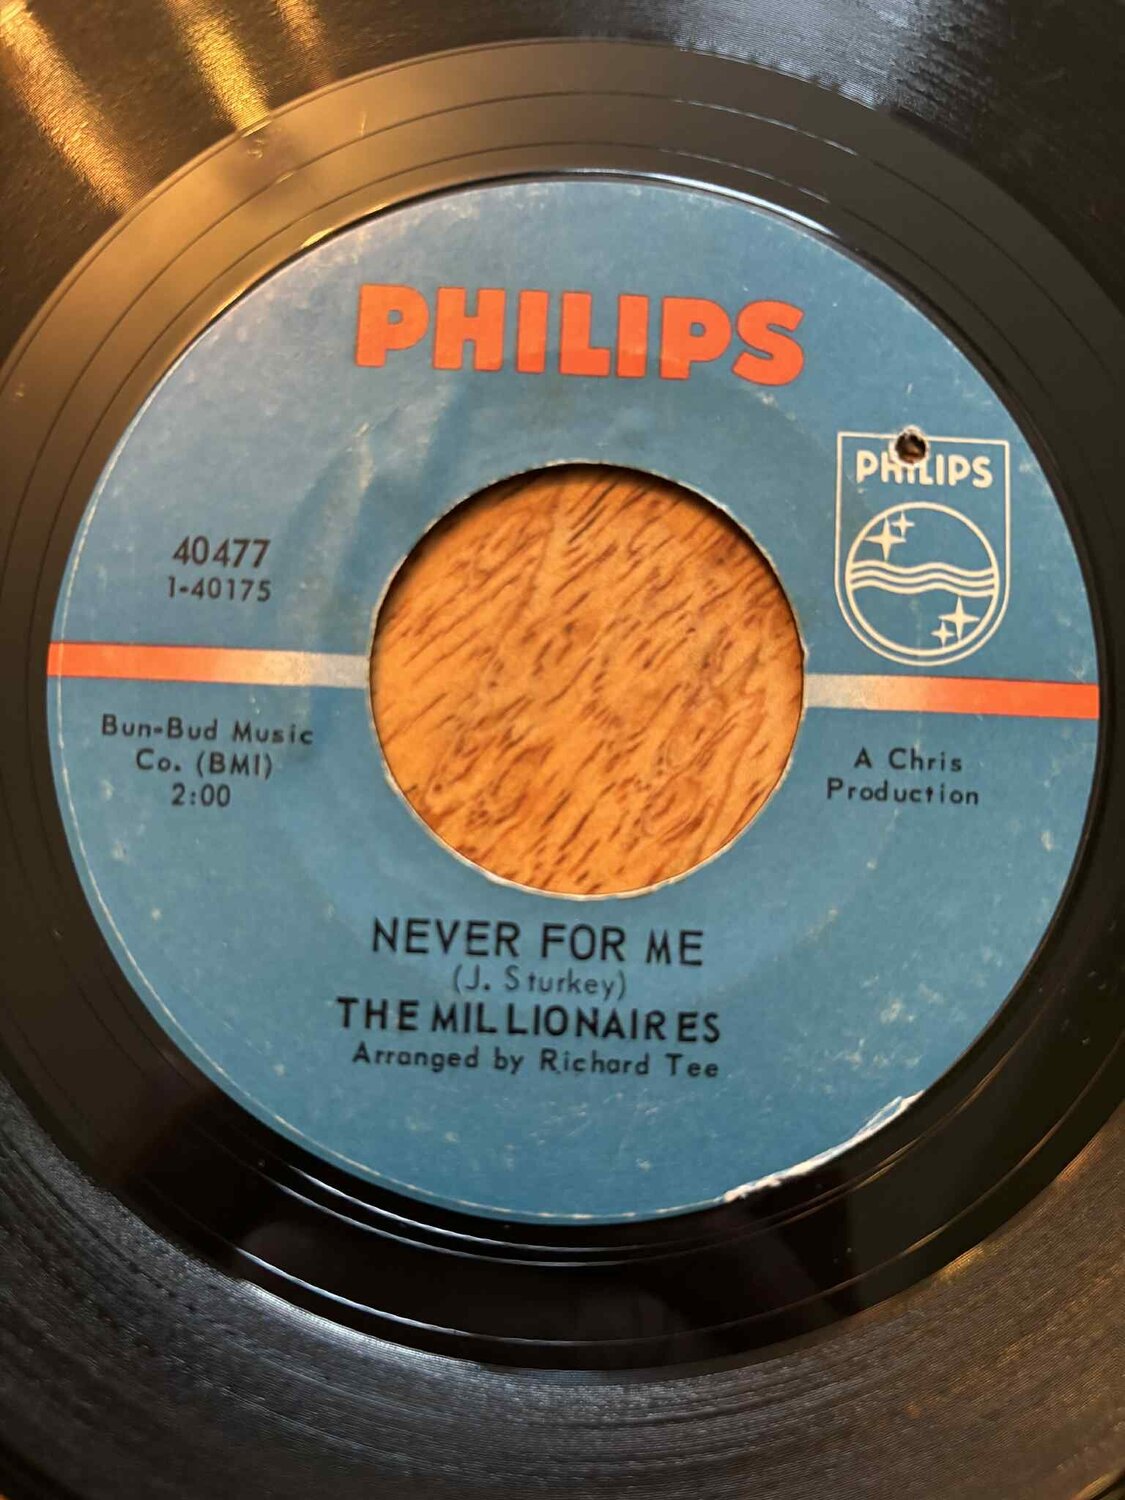 PHILIPS
PHILIPS
40477
1-40175
Bun-Bud Music
Co. (BMI)
2:00
A Chris
Production
NEVER FOR ME
(J. Sturkey)
THE MILLIONAIRES
Arranged by Richard Tee